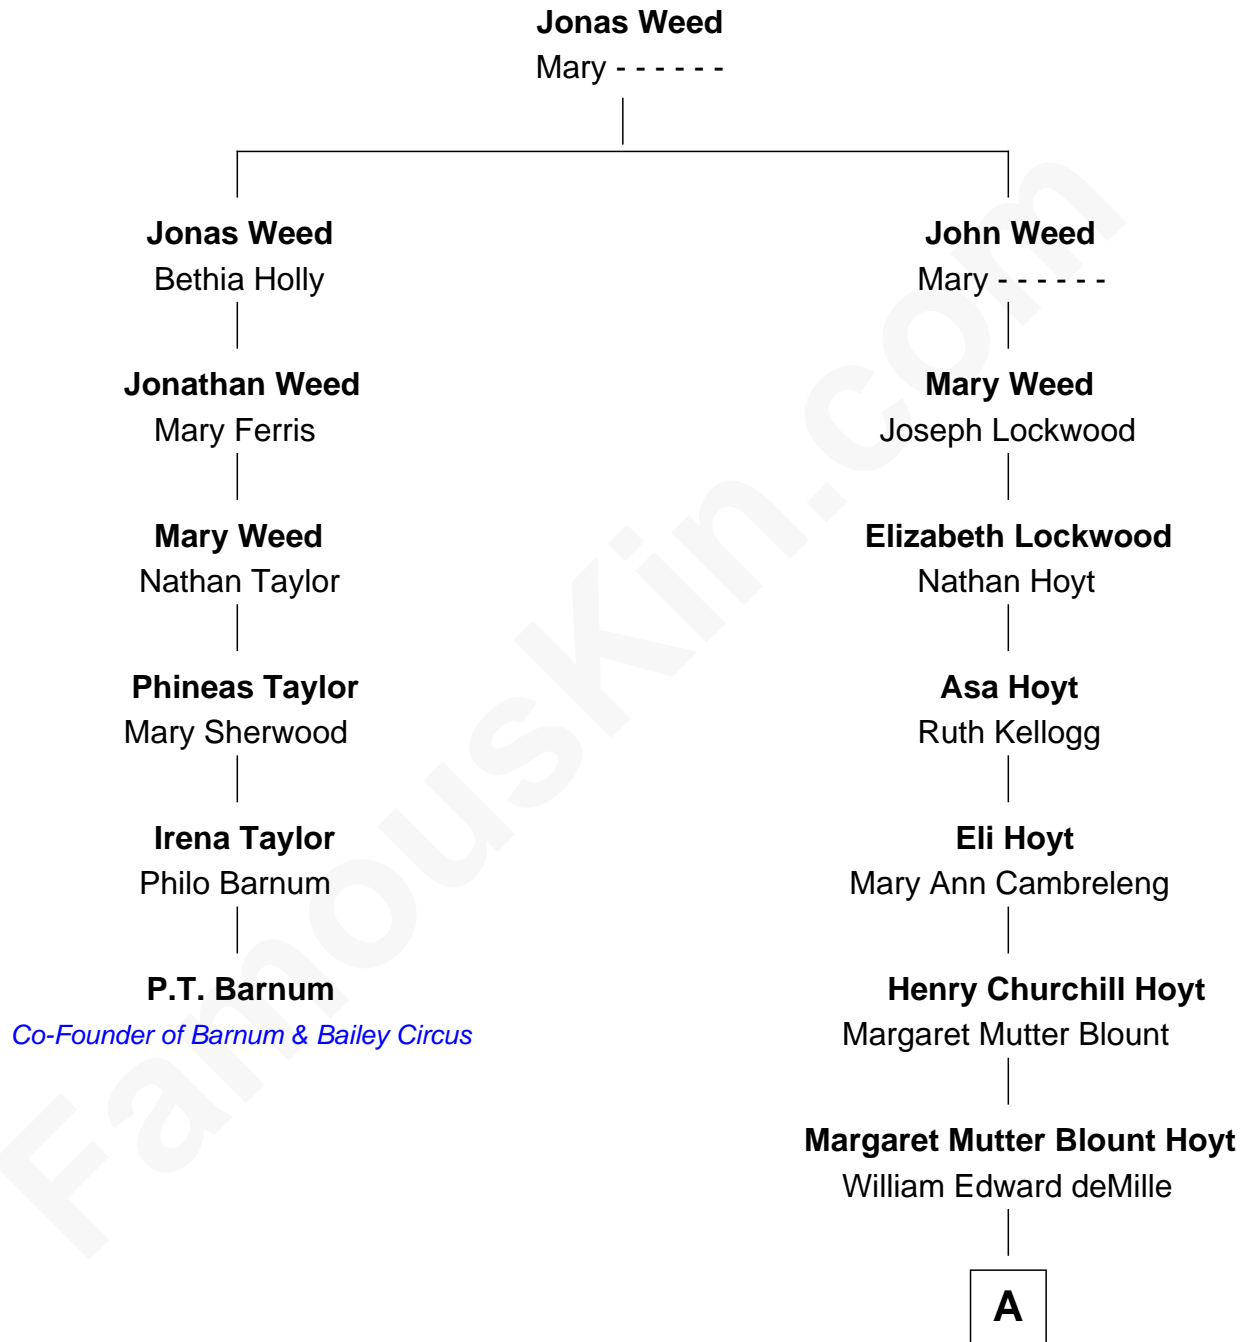 Jonas Weed
Mary - - - - - -
Jonas Weed
Bethia Holly
Jonathan Weed
Mary Ferris
Mary Weed
Nathan Taylor
Phineas Taylor
Mary Sherwood
Irena Taylor
Philo Barnum
P.T. Barnum
Co-Founder of Barnum & Bailey Circus
John Weed
Mary - - - - - -
Mary Weed
Joseph Lockwood
Elizabeth Lockwood
Nathan Hoyt
Asa Hoyt
Ruth Kellogg
Eli Hoyt
Mary Ann Cambreleng
Henry Churchill Hoyt
Margaret Mutter Blount
Margaret Mutter Blount Hoyt
William Edward deMille
A
FamousKin.com